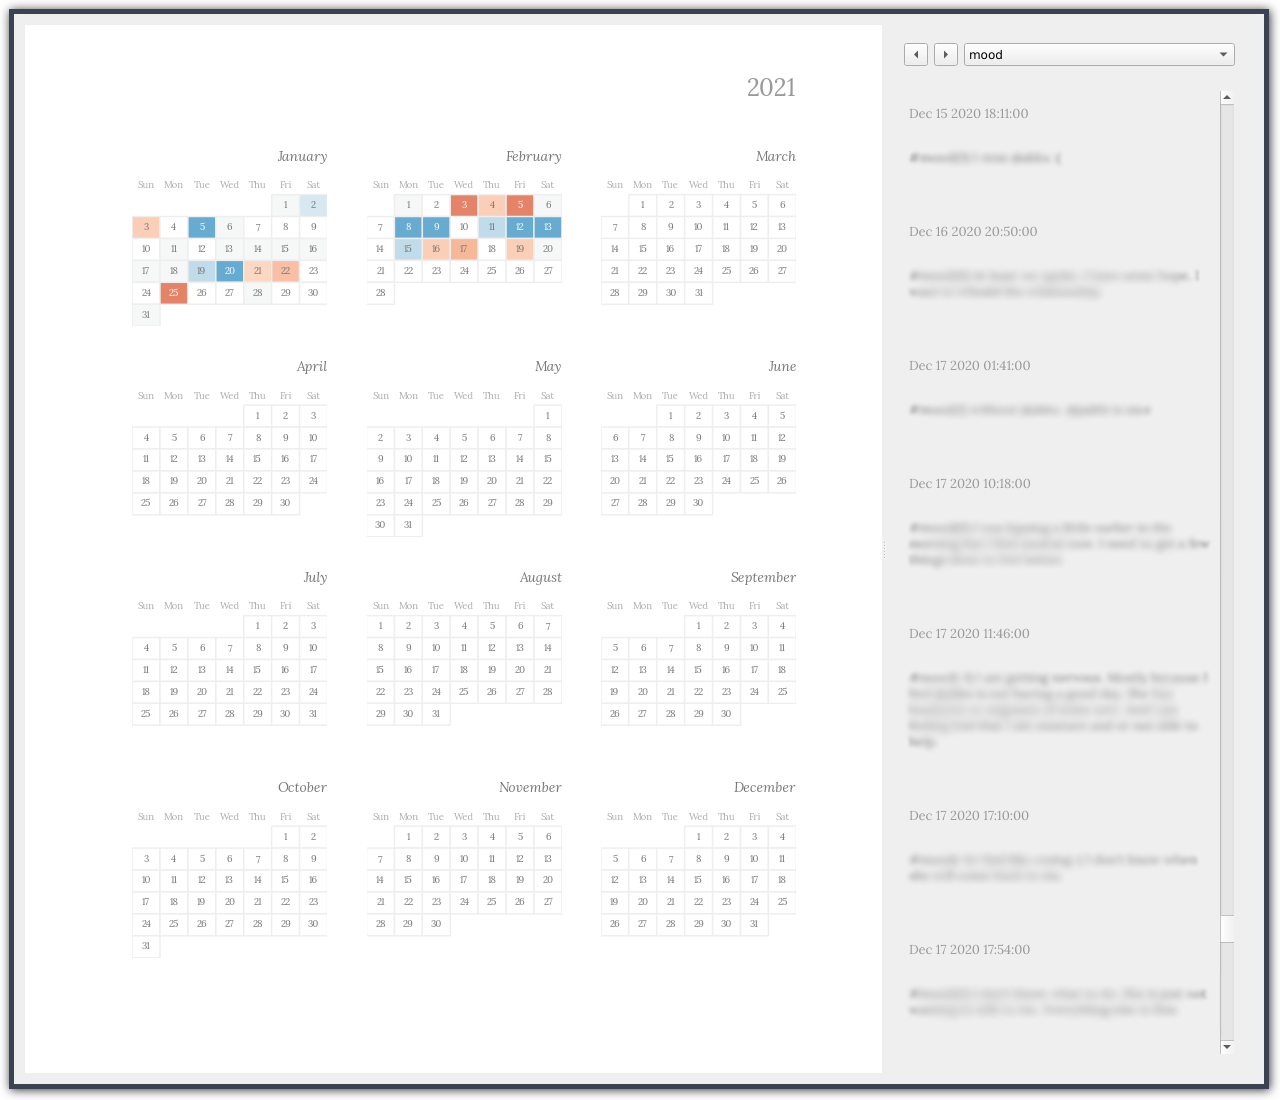 2021
January
Sun Mon Tue Wed Thu Fri Sat
1 2
3 4 5 6 7 8 9
10 11 12 13 14 15 16
17 18 19 20 21 22 23
24 25 26 27 28 29 30
31
February
Sun Mon Tue Wed Thu Fri Sat
1 2 3 4 5 6
7 8 9 10 11 12 13
14 15 16 17 18 19 20
21 22 23 24 25 26 27
28
March
Sun Mon Tue Wed Thu Fri Sat
1 2 3 4 5 6
7 8 9 10 11 12 13
14 15 16 17 18 19 20
21 22 23 24 25 26 27
28 29 30 31
April
Sun Mon Tue Wed Thu Fri Sat
1 2 3
4 5 6 7 8 9 10
11 12 13 14 15 16 17
18 19 20 21 22 23 24
25 26 27 28 29 30
May
Sun Mon Tue Wed Thu Fri Sat
1
2 3 4 5 6 7 8
9 10 11 12 13 14 15
16 17 18 19 20 21 22
23 24 25 26 27 28 29
30 31
June
Sun Mon Tue Wed Thu Fri Sat
1 2 3 4 5
6 7 8 9 10 11 12
13 14 15 16 17 18 19
20 21 22 23 24 25 26
27 28 29 30
July
Sun Mon Tue Wed Thu Fri Sat
1 2 3
4 5 6 7 8 9 10
11 12 13 14 15 16 17
18 19 20 21 22 23 24
25 26 27 28 29 30 31
August
Sun Mon Tue Wed Thu Fri Sat
1 2 3 4 5 6 7
8 9 10 11 12 13 14
15 16 17 18 19 20 21
22 23 24 25 26 27 28
29 30 31
September
Sun Mon Tue Wed Thu Fri Sat
1 2 3 4
5 6 7 8 9 10 11
12 13 14 15 16 17 18
19 20 21 22 23 24 25
26 27 28 29 30
October
Sun Mon Tue Wed Thu Fri Sat
1 2
3 4 5 6 7 8 9
10 11 12 13 14 15 16
17 18 19 20 21 22 23
24 25 26 27 28 29 30
31
November
Sun Mon Tue Wed Thu Fri Sat
1 2 3 4 5 6
7 8 9 10 11 12 13
14 15 16 17 18 19 20
21 22 23 24 25 26 27
28 29 30
December
Sun Mon Tue Wed Thu Fri Sat
1 2 3 4
5 6 7 8 9 10 11
12 13 14 15 16 17 18
19 20 21 22 23 24 25
26 27 28 29 30 31
mood
Dec 15 2020 18:11:00
Dec 16 2020 20:50:00
Dec 17 2020 01:41:00
Dec 17 2020 10:18:00
Dec 17 2020 11:46:00
Dec 17 2020 17:10:00
Dec 17 2020 17:54:00